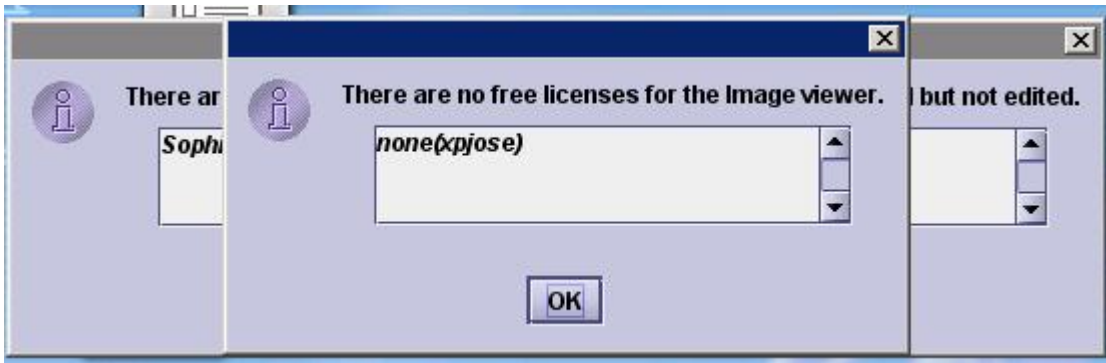 There are no free licenses for the Image viewer.
none(xpjose)
OK
There ar
Sophi
but not edited.